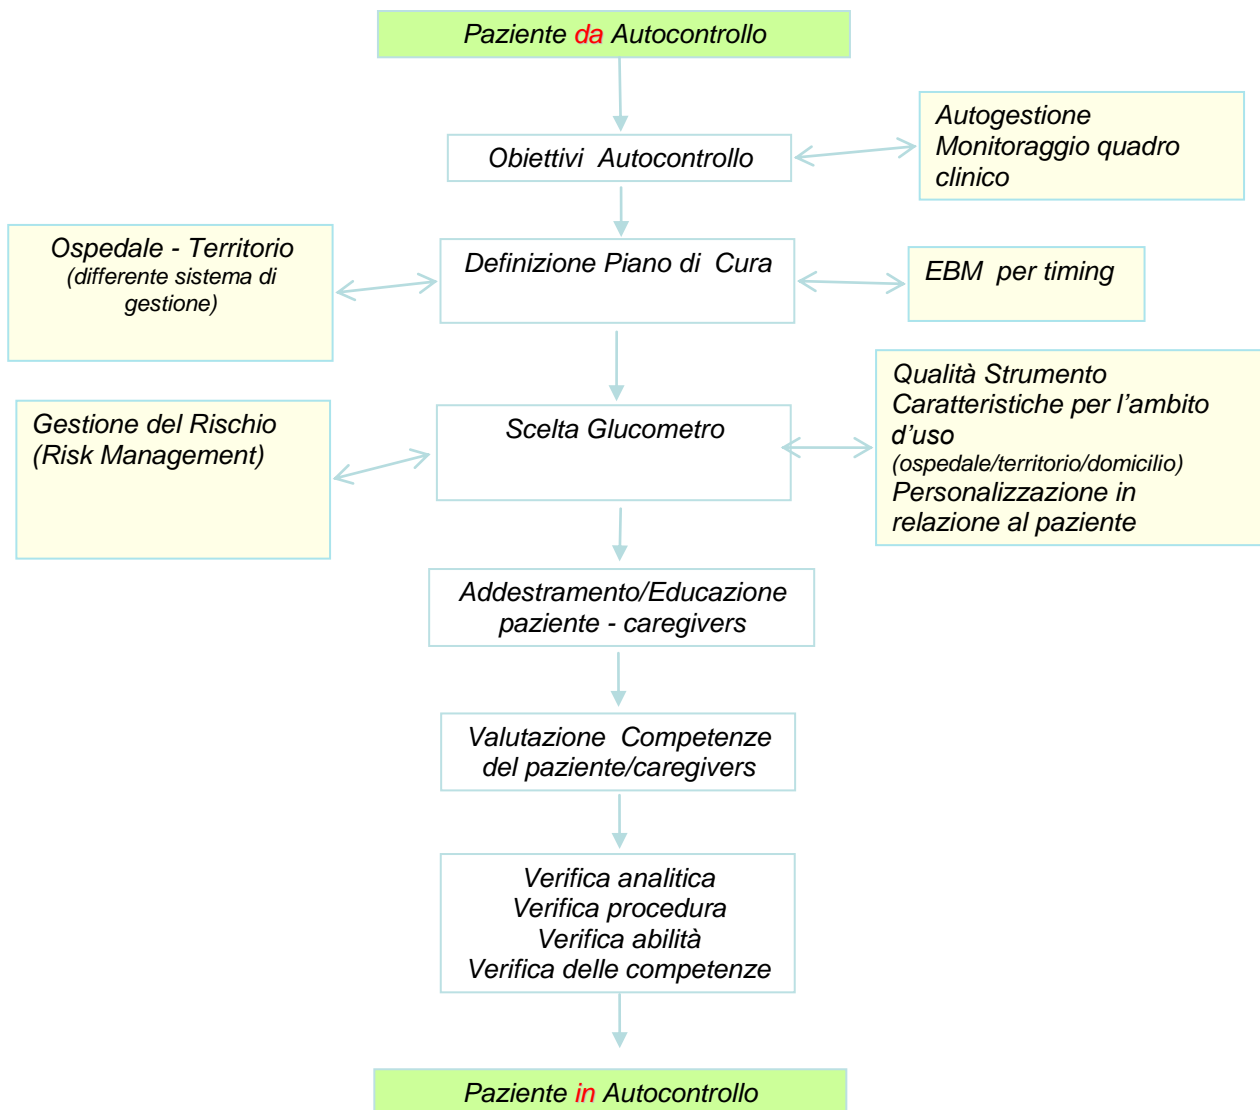 Paziente da Autocontrollo
Obiettivi Autocontrollo
Autogestione
Monitoraggio quadro
clinico
Ospedale - Territorio
(differente sistema di
gestione)
Definizione Piano di Cura
EBM per timing
Gestione del Rischio
(Risk Management)
Scelta Glucometro
Qualità Strumento
Caratteristiche per l'ambito
d'uso
(ospedale/territorio/domicilio)
Personalizzazione in
relazione al paziente
Addestramento/Educazione
paziente - caregivers
Valutazione Competenze
del paziente/caregivers
Verifica analitica
Verifica procedura
Verifica abilità
Verifica delle competenze
Paziente in Autocontrollo